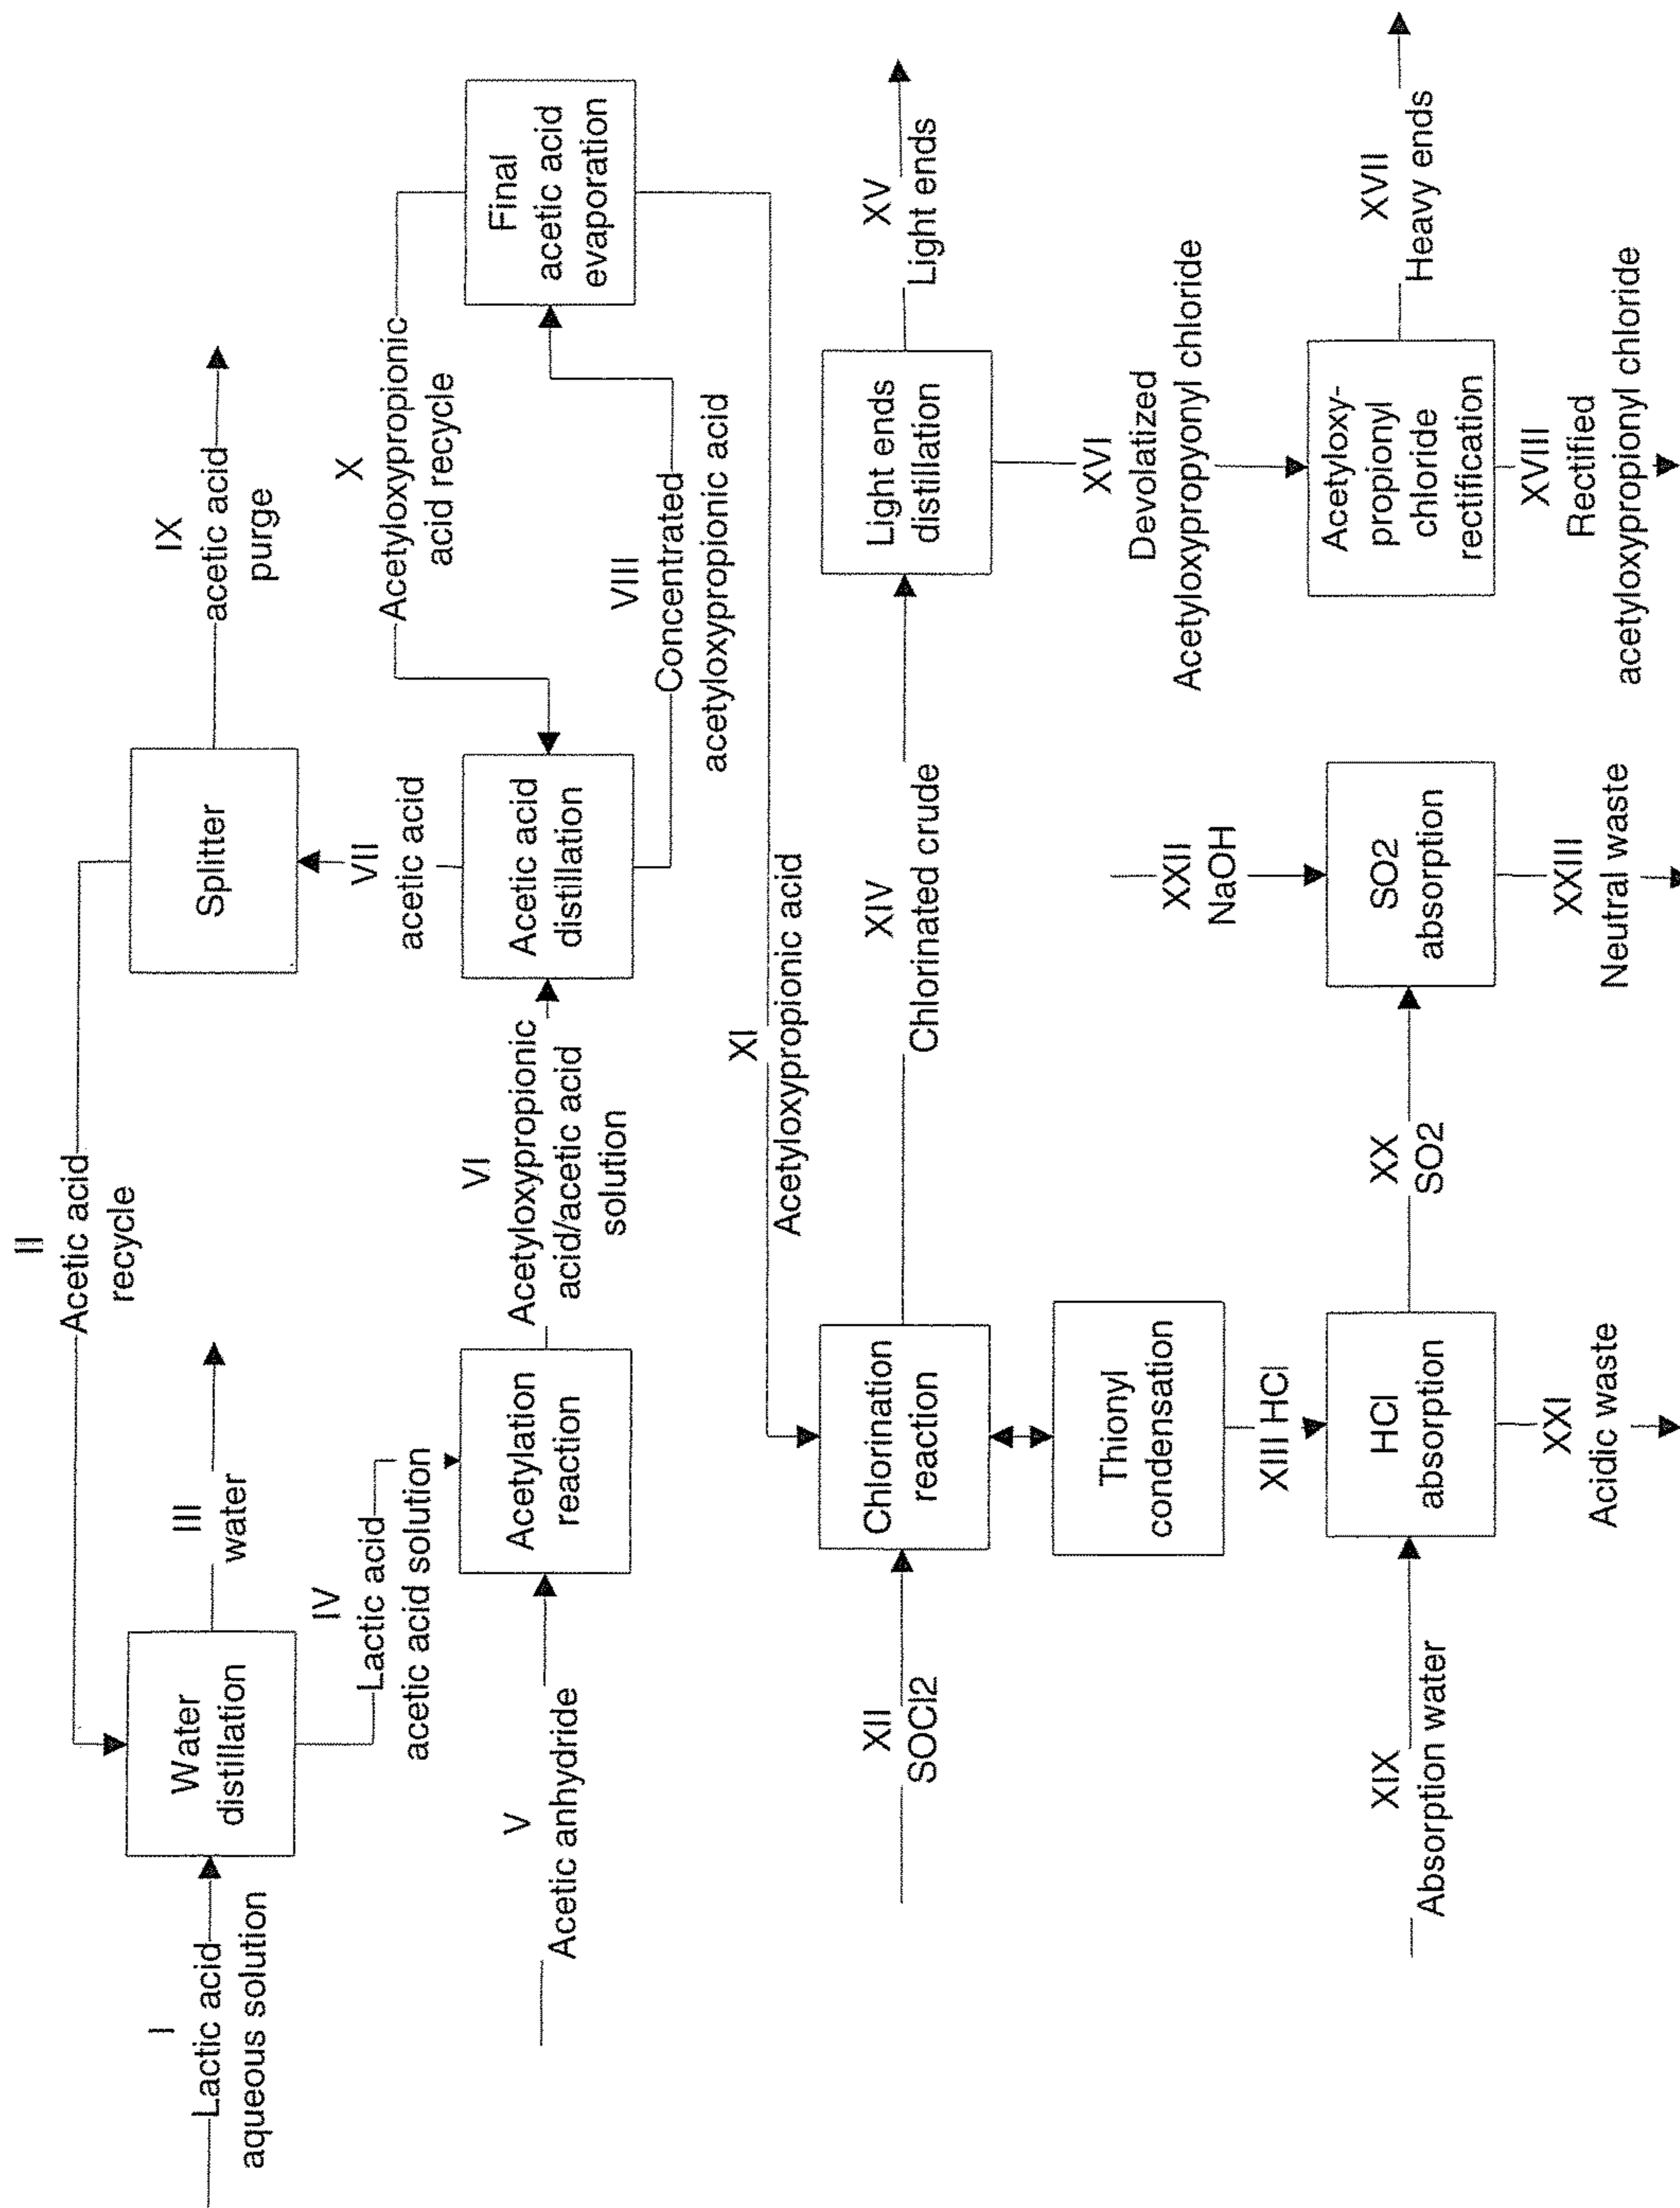 II
Acetic acid
recycle
I
Lactic acid
aqueous solution
Water
distillation
III
water
Splitter
IX
acetic acid
purge
IV
Lactic acid
acetic acid solution
VII
acetic acid
X
Acetyloxypropionic
acid recycle
V
Acetic anhydride
Acetylation
reaction
VI
Acetyloxypropionic
acid/acetic acid
solution
Acetic acid
distillation
VIII
Concentrated
acetyloxypropionic acid
Final
acetic acid
evaporation
XI
Acetyloxypropionic acid
XII
SOCl2
Chlorination
reaction
XIV
Chlorinated crude
Light ends
distillation
XV
Light ends
Thionyl
condensation
XVI
Devolatized
Acetyloxypropyonyl chloride
XIII HCl
XXII
NaOH
XIX
Absorption water
HCl
absorption
XX
SO2
SO2
absorption
Acetyloxy-
propionyl
chloride
rectification
XVII
Heavy ends
XXI
Acidic waste
XXIII
Neutral waste
XVIII
Rectified
acetyloxypropionyl chloride